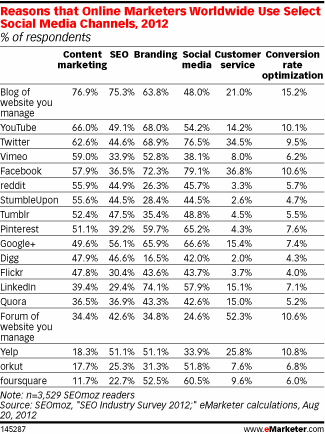 Reasons that Online Marketers Worldwide Use Select
Social Media Channels, 2012
% of respondents
Content marketing SEO Branding Social media Customer service Conversion rate optimization
Blog of website you manage 76.9% 75.3% 63.8% 48.0% 21.0% 15.2%
YouTube 66.0% 49.1% 68.0% 54.2% 14.2% 10.1%
Twitter 62.6% 44.6% 68.9% 76.5% 34.5% 9.5%
Vimeo 59.0% 33.9% 52.8% 38.1% 8.0% 6.2%
Facebook 57.9% 36.5% 72.3% 79.1% 36.8% 10.6%
reddit 55.9% 44.9% 26.3% 45.7% 3.3% 5.7%
StumbleUpon 55.6% 44.5% 28.4% 44.5% 2.6% 4.7%
Tumblr 52.4% 47.5% 35.4% 48.8% 4.5% 5.5%
Pinterest 51.1% 39.2% 59.7% 65.2% 4.3% 7.6%
Google+ 49.6% 56.1% 65.9% 66.6% 15.4% 7.4%
Digg 47.9% 46.6% 16.5% 42.0% 2.0% 4.3%
Flickr 47.8% 30.4% 43.6% 43.7% 3.7% 4.0%
LinkedIn 39.4% 29.4% 74.1% 57.9% 15.1% 7.1%
Quora 36.5% 36.9% 43.3% 42.6% 15.0% 5.2%
Forum of website you manage 34.4% 42.6% 34.8% 24.6% 52.3% 10.6%
Yelp 18.3% 51.1% 51.1% 33.9% 25.8% 10.8%
orkut 17.7% 25.3% 31.3% 51.8% 7.6% 6.8%
foursquare 11.7% 22.7% 52.5% 60.5% 9.6% 6.0%
Note: n=3,529 SEOmoz readers
Source: SEOmoz, "SEO Industry Survey 2012;" eMarketer calculations, Aug
20, 2012
145287 www.eMarketer.com